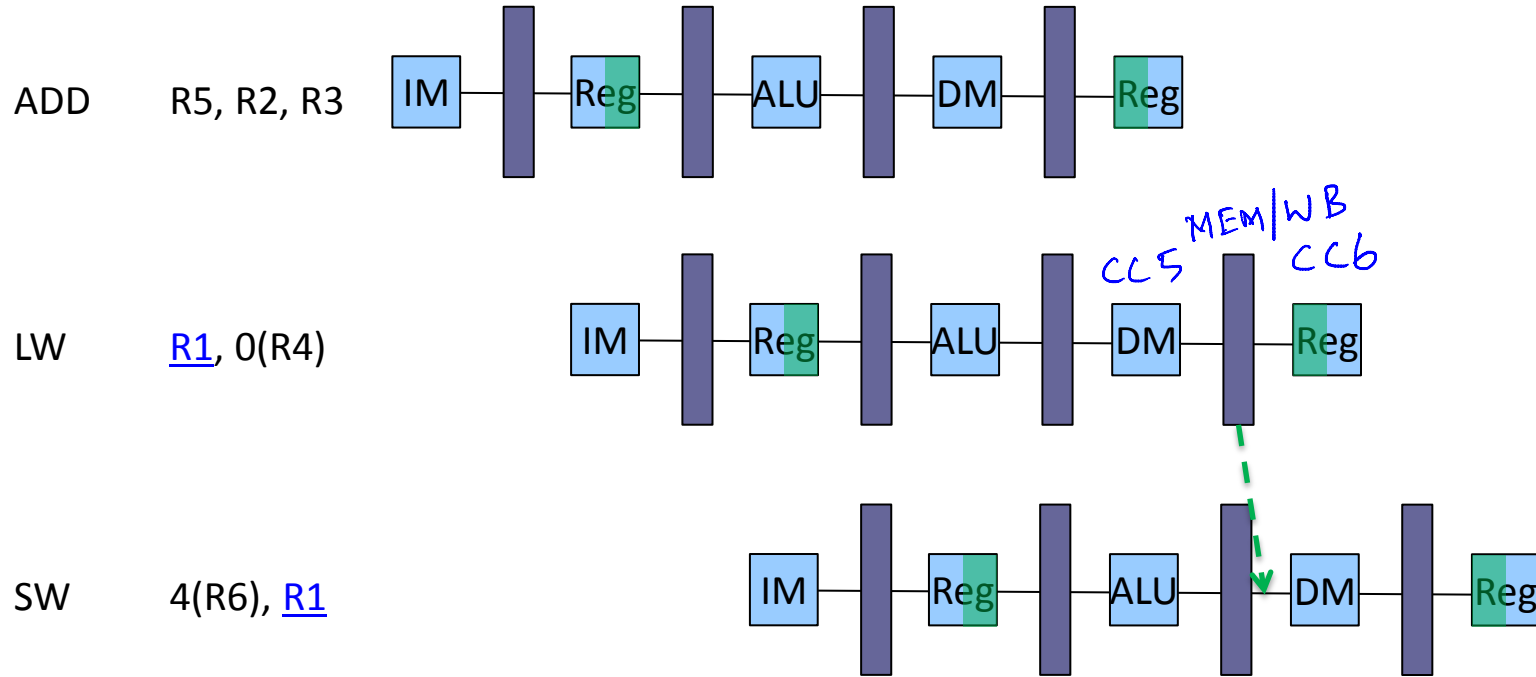 ADD R5, R2, R3 IM Reg ALU DM Reg
MEM/WB
CC5 CC6
LW R1, 0(R4) IM Reg ALU DM Reg
SW 4(R6), R1 IM Reg ALU DM Reg